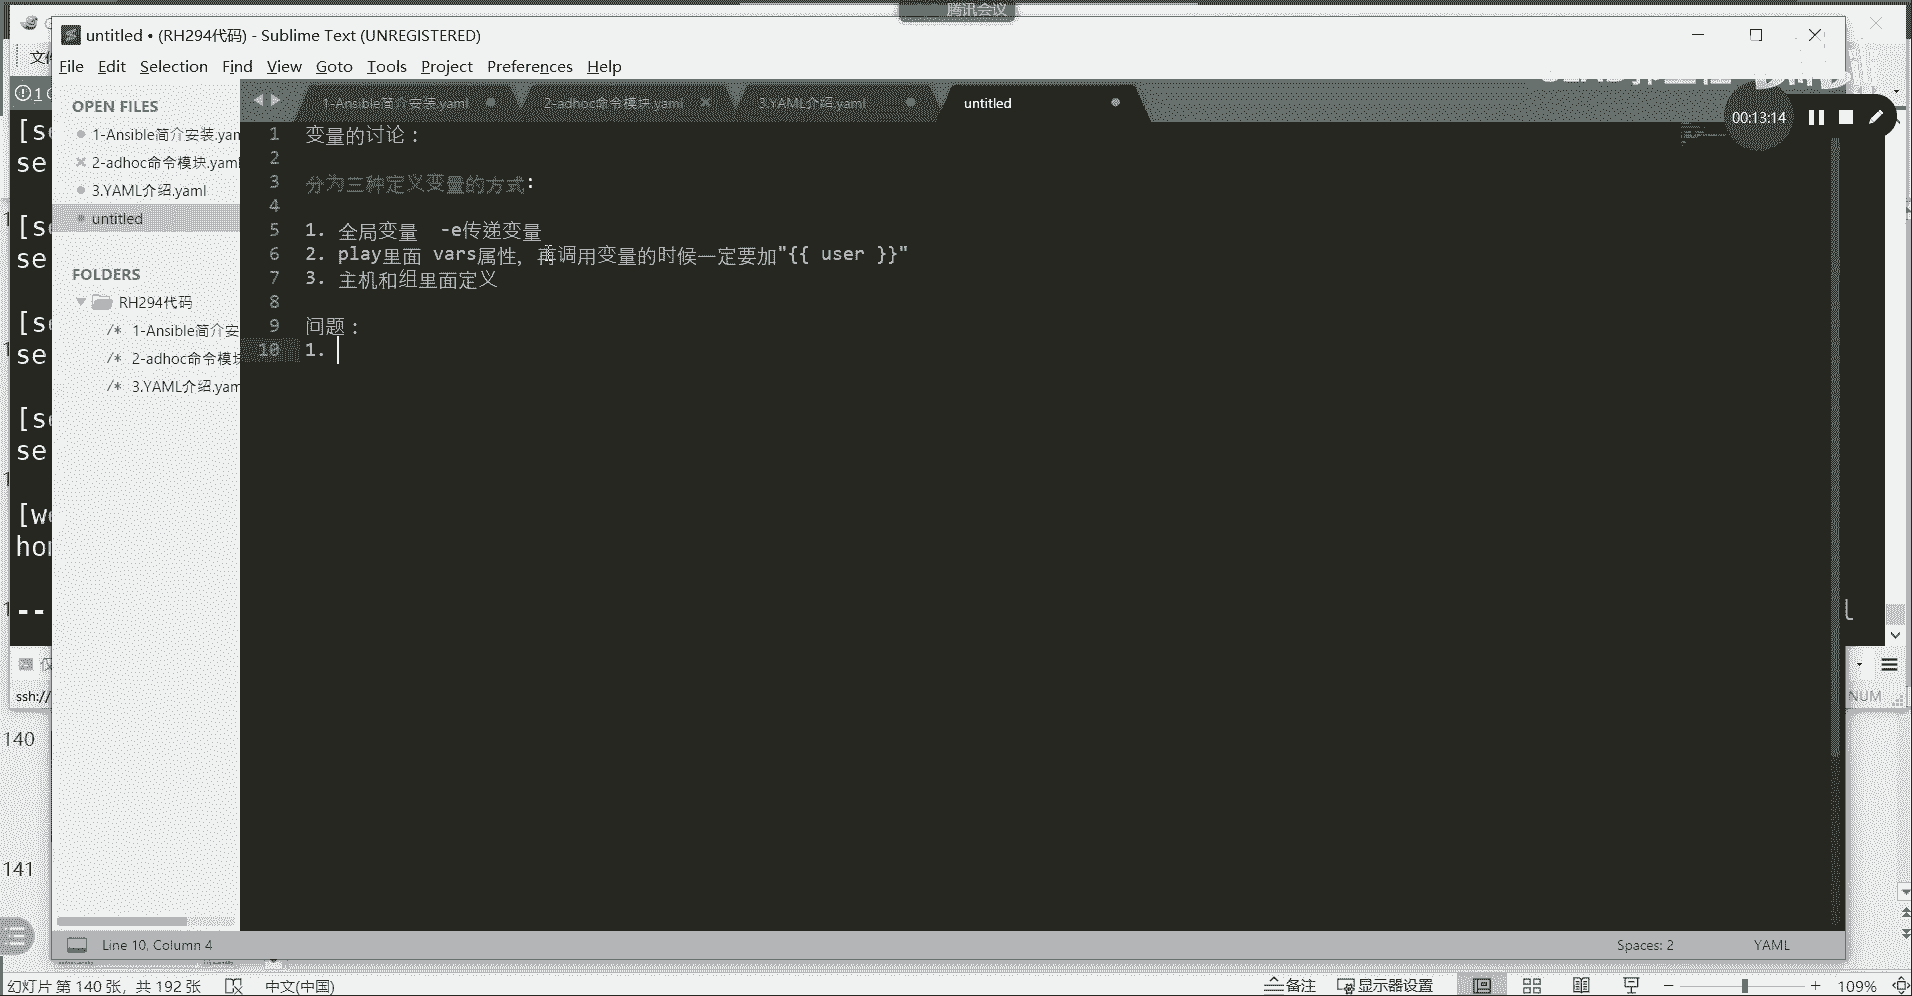 腾讯会议
untitled • (RH294代码) - Sublime Text (UNREGISTERED)
File Edit Selection Find View Goto Tools Project Preferences Help
00:13:14
OPEN FILES
1-Ansible简介安装.yan
2-adhoc命令模块.yaml
3.YAML介绍.yaml
untitled
FOLDERS
RH294代码
/* 1-Ansible简介安
/* 2-adhoc命令模块
/* 3.YAML介绍.yam
1-Ansible简介安装.yaml
2-adhoc命令模块.yaml
3.YAML介绍.yaml
untitled
1 变量的讨论：
2
3 分为三种定义变量的方式:
4
5 1. 全局变量 -e传递变量
6 2. play里面 vars属性, 再调用变量的时候一定要加"{{ user }}"
7 3. 主机和组里面定义
8
9 问题：
10 1.
[se
se
[se
se
[se
se
[se
se
[we
hor
--
ssh://
NUM
140
141
Line 10, Column 4
Spaces: 2
YAML
幻灯片 第 140 张，共 192 张
中文(中国)
备注
显示器设置
109%